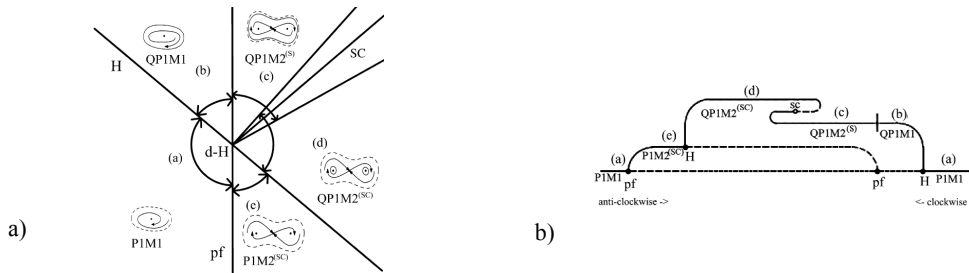 H
QP1M1
(b)
QP1M2(S)
(c)
SC
(a)
d-H
(d)
QP1M2(SC)
(e)
P1M1
pf
P1M2(SC)
a)
(d)
QP1M2(SC)
sc
(c)
(b)
QP1M2(S)
QP1M1
(e)
P1M2(SC)
H
(a)
P1M1
pf
pf
H
(a)
P1M1
anti-clockwise ->
<- clockwise
b)